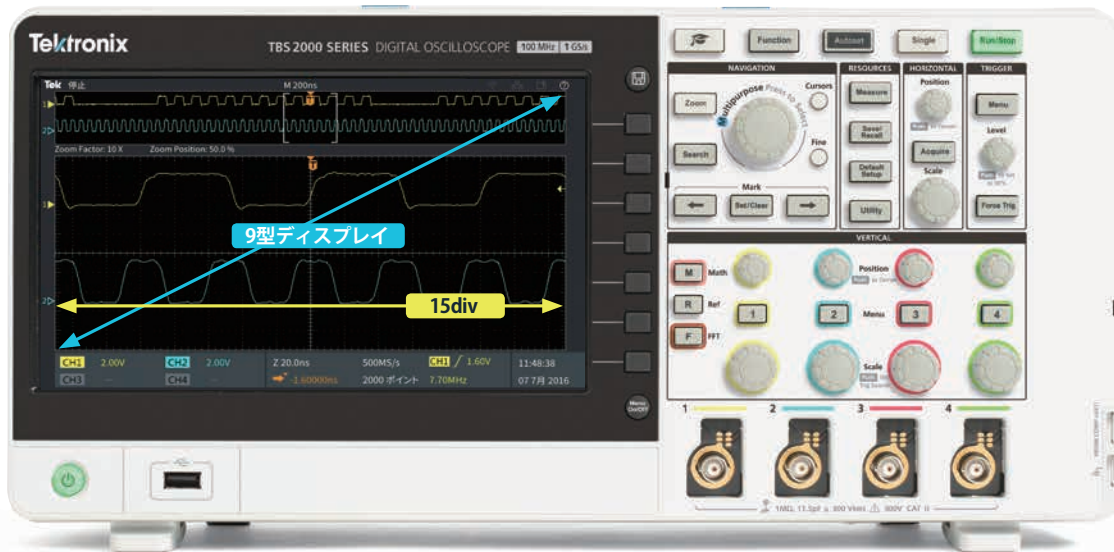 Tektronix
TBS2000 SERIES DIGITAL OSCILLOSCOPE 100 MHz 1 GS/s
Tek 停止 M 200ns
Zoom Factor: 10 X Zoom Position: 50.0 %
9型ディスプレイ
15div
CH1 2.00V CH2 2.00V Z 20.0ns 500MS/s CH1 1.60V 11:48:38
CH3 CH4 -1.60000ns 2000 ポイント 7.70MHz 07 7月 2016
Menu On/Off
Function Autoset Single Run/Stop
NAVIGATION
Zoom
Multipurpose Press to Select
Cursors
Fine
Search
Mark
← Set/Clear →
RESOURCES
Measure
Save/Recall
Default Setup
Utility
HORIZONTAL
Position
Acquire
Scale
TRIGGER
Menu
Level
Force Trig
VERTICAL
M Math
R Ref
F FFT
Position
1 2 Menu 3 4
Scale
1 2 3 4
1MΩ 300V CAT II